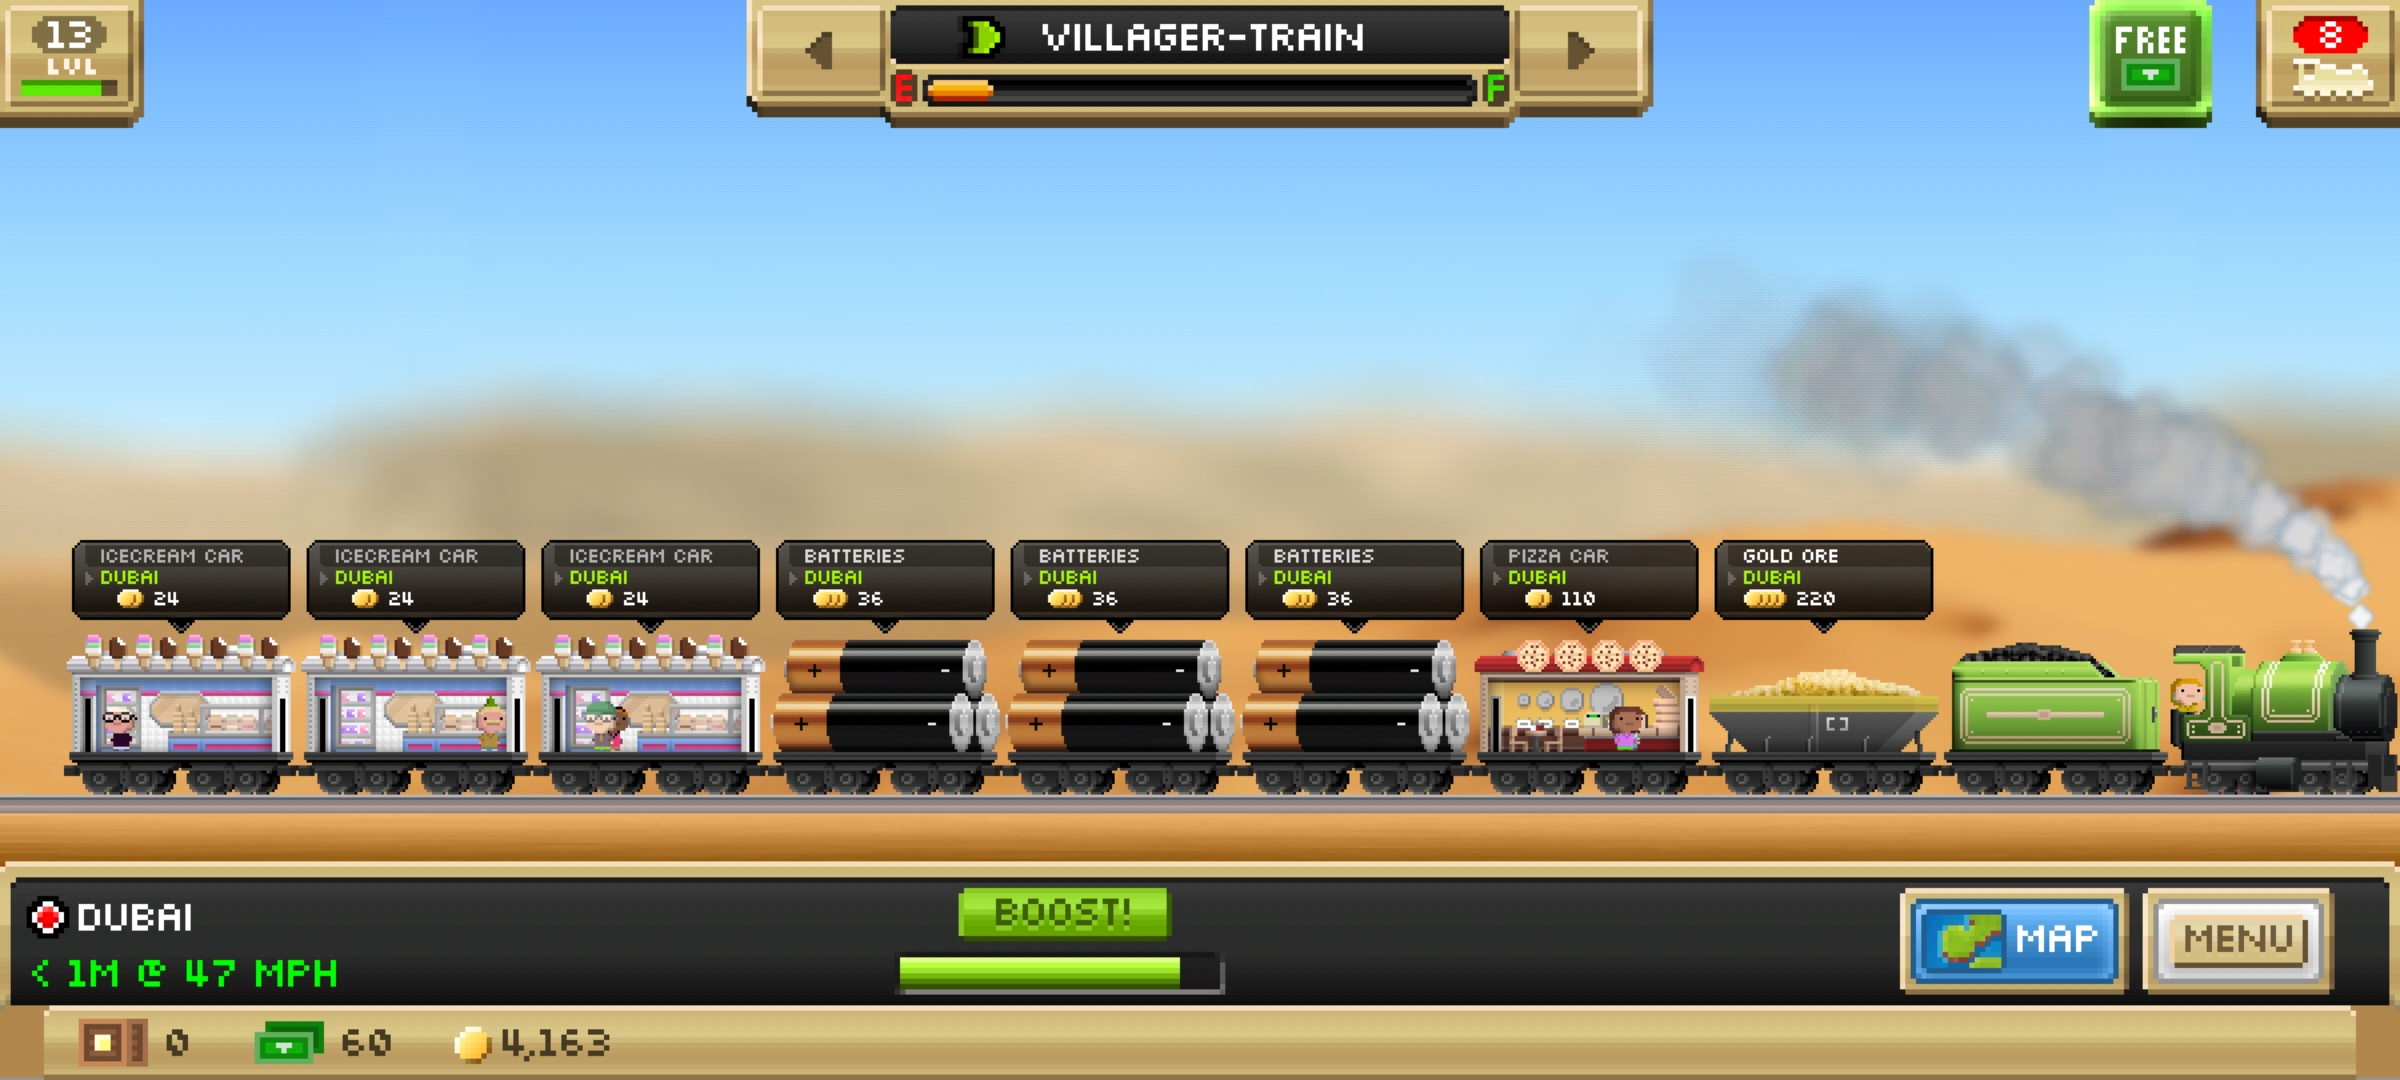 13
LVL
VILLAGER-TRAIN
E F
FREE
8
ICECREAM CAR
DUBAI
24
ICECREAM CAR
DUBAI
24
ICECREAM CAR
DUBAI
24
BATTERIES
DUBAI
36
BATTERIES
DUBAI
36
BATTERIES
DUBAI
36
PIZZA CAR
DUBAI
110
GOLD ORE
DUBAI
220
+ -
+ -
+ -
+ -
+ -
+ -
DUBAI
< 1M @ 47 MPH
BOOST!
MAP
MENU
0 60 4,163